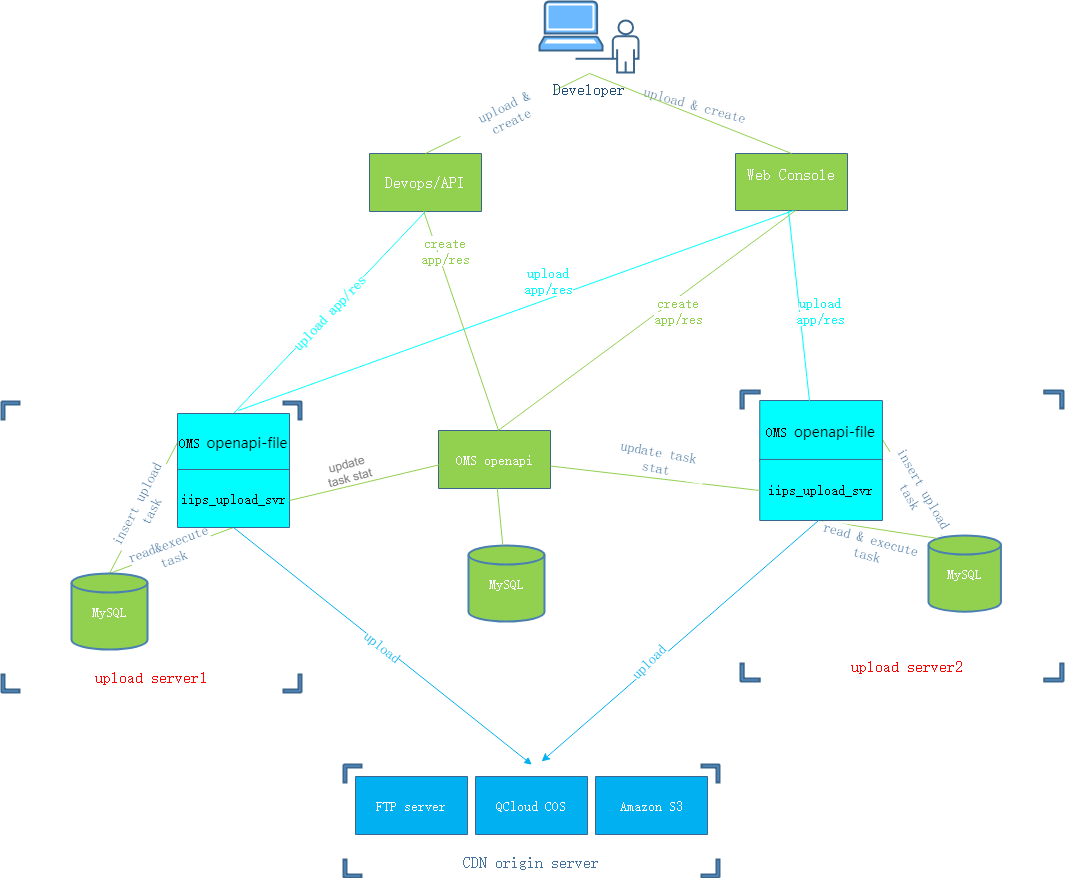 Developer
upload &
create
upload & create
Devops/API
Web Console
create
app/res
upload app/res
upload
app/res
create
app/res
upload
app/res
OMS openapi-file
iips_upload_svr
update
task stat
OMS openapi
update task
stat
OMS openapi-file
iips_upload_svr
insert upload
task
read&execute
task
MySQL
upload server1
MySQL
insert upload
task
read & execute
task
MySQL
upload server2
upload
upload
FTP server
QCloud COS
Amazon S3
CDN origin server